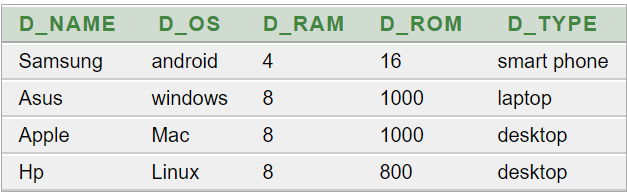 D_NAME D_OS D_RAM D_ROM D_TYPE
Samsung android 4 16 smart phone
Asus windows 8 1000 laptop
Apple Mac 8 1000 desktop
Hp Linux 8 800 desktop